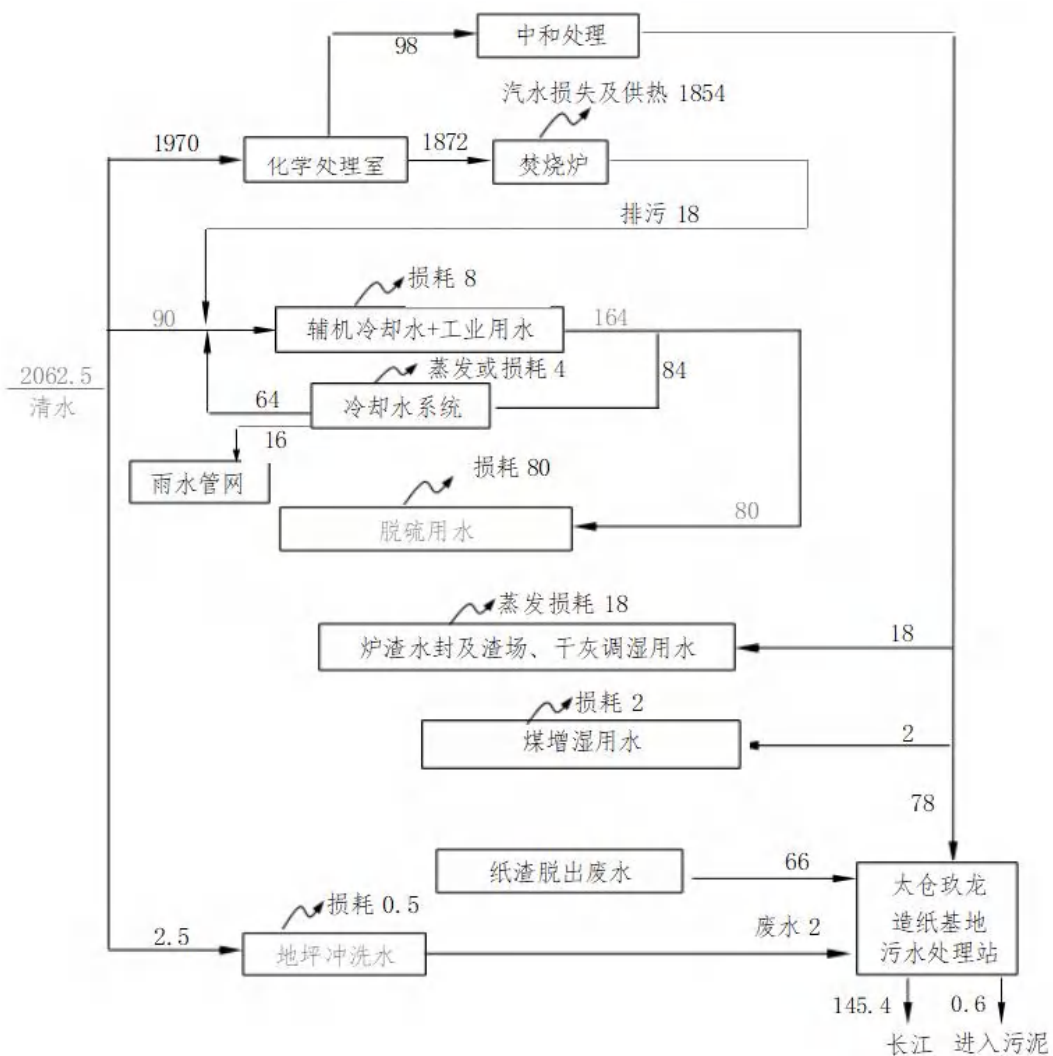 98
中和处理
汽水损失及供热 1854
1970
化学处理室
1872
焚烧炉
排污 18
损耗 8
90
辅机冷却水+工业用水
164
2062.5
清水
蒸发或损耗 4
84
64
冷却水系统
16
雨水管网
损耗 80
脱硫用水
80
蒸发损耗 18
炉渣水封及渣场、干灰调湿用水
18
损耗 2
煤增湿用水
2
78
纸渣脱出废水
66
太仓玖龙
造纸基地
污水处理站
损耗 0.5
2.5
地坪冲洗水
废水 2
145.4
0.6
长江
进入污泥